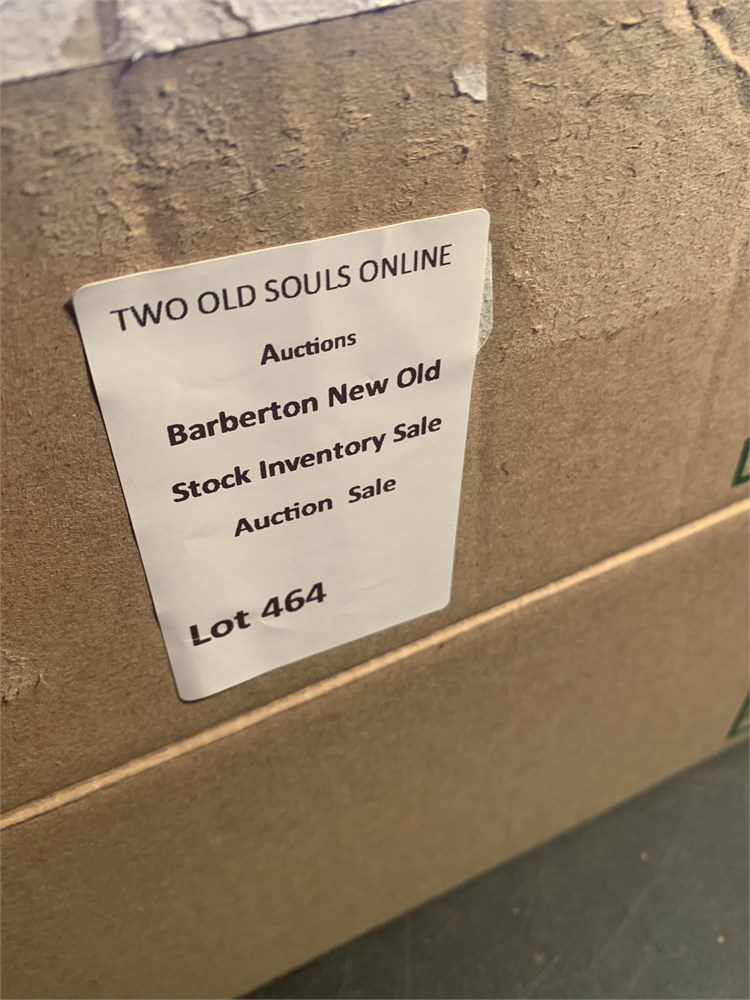 TWO OLD SOULS ONLINE
Auctions
Barberton New Old
Stock Inventory Sale
Auction Sale
Lot 464